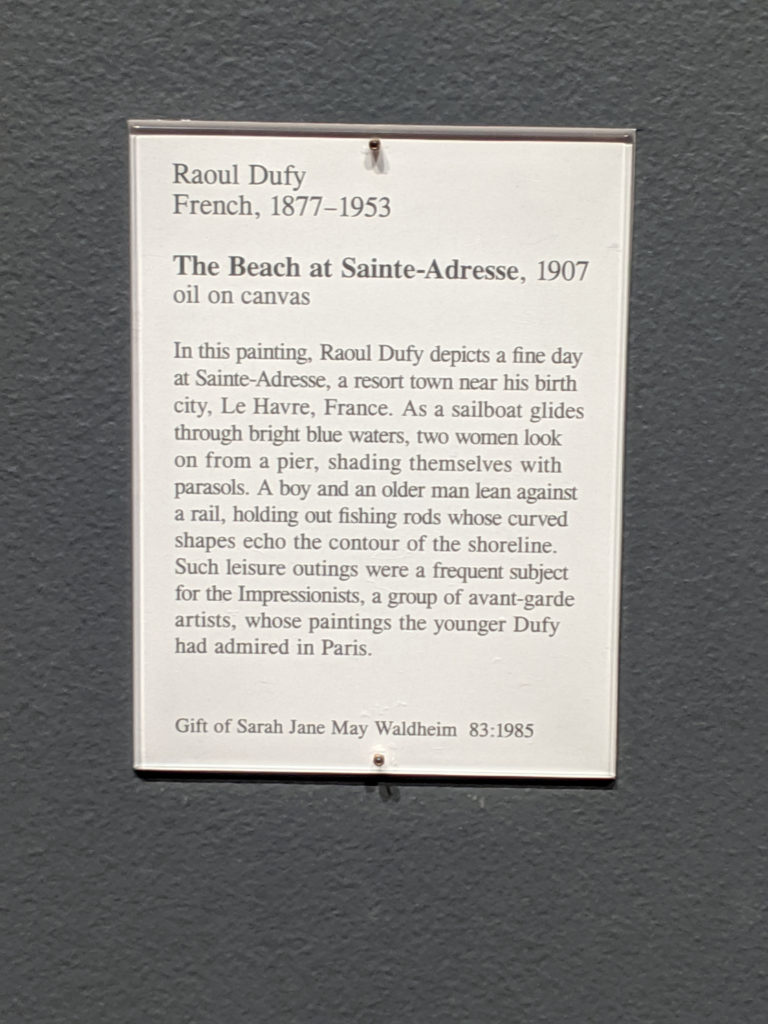 Raoul Dufy
French, 1877–1953
The Beach at Sainte-Adresse, 1907
oil on canvas
In this painting, Raoul Dufy depicts a fine day
at Sainte-Adresse, a resort town near his birth
city, Le Havre, France. As a sailboat glides
through bright blue waters, two women look
on from a pier, shading themselves with
parasols. A boy and an older man lean against
a rail, holding out fishing rods whose curved
shapes echo the contour of the shoreline.
Such leisure outings were a frequent subject
for the Impressionists, a group of avant-garde
artists, whose paintings the younger Dufy
had admired in Paris.
Gift of Sarah Jane May Waldheim 83:1985